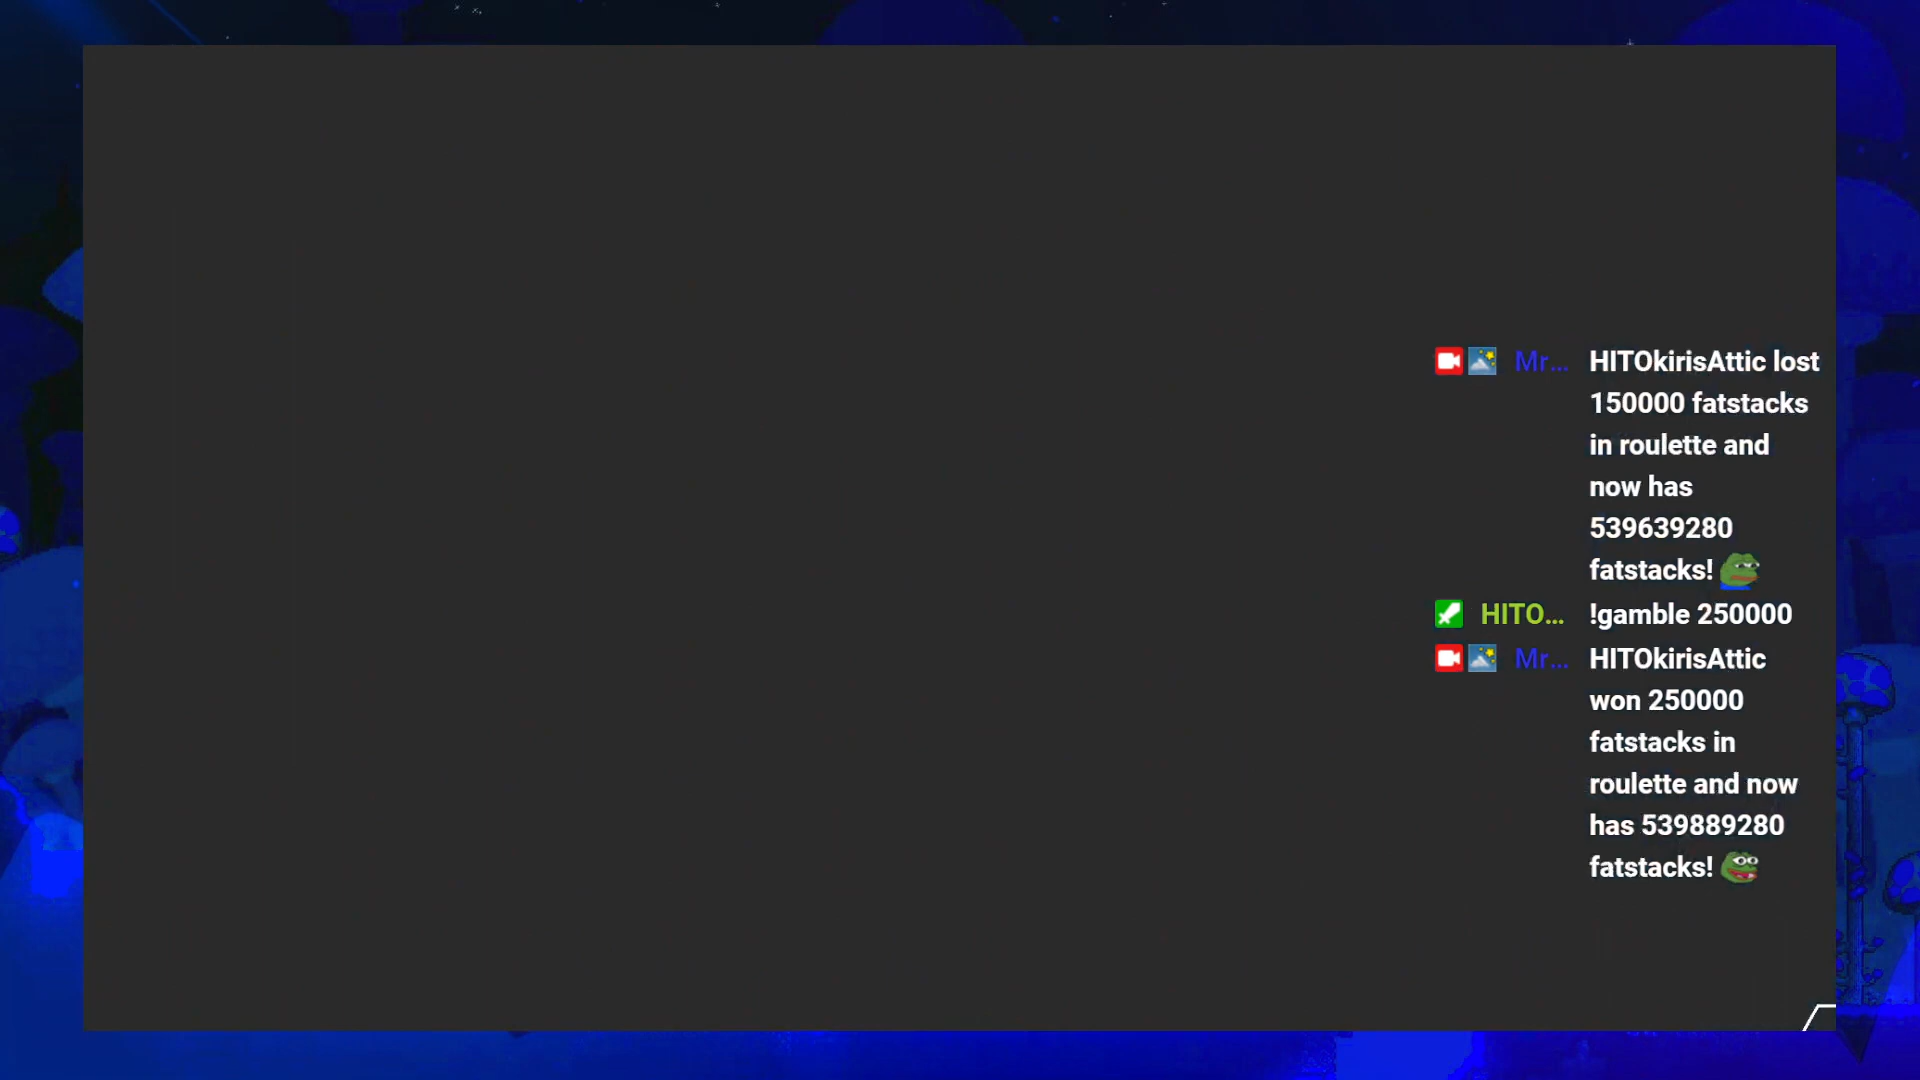 Mr... HITOkirisAttic lost
150000 fatstacks
in roulette and
now has
539639280
fatstacks!
HITO... !gamble 250000
Mr... HITOkirisAttic
won 250000
fatstacks in
roulette and now
has 539889280
fatstacks!